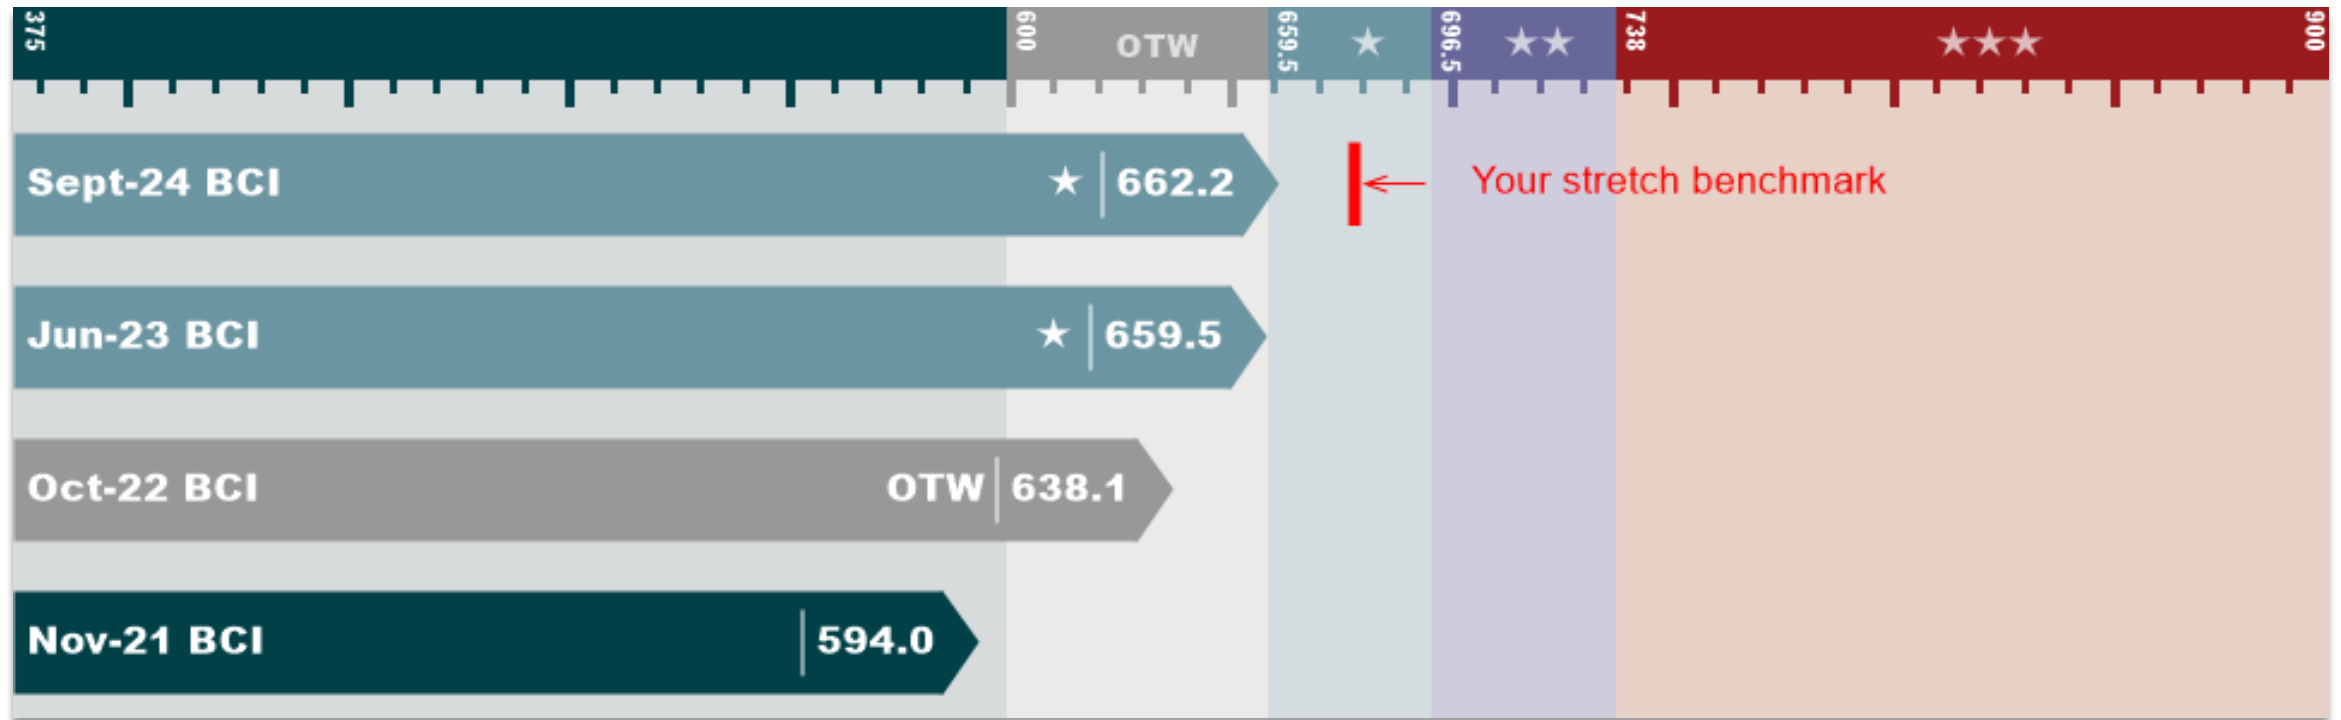 375
600
OTW
659.5
★
696.5
★★
738
★★★
900
Sept-24 BCI ★ 662.2
Your stretch benchmark
Jun-23 BCI ★ 659.5
Oct-22 BCI OTW 638.1
Nov-21 BCI 594.0